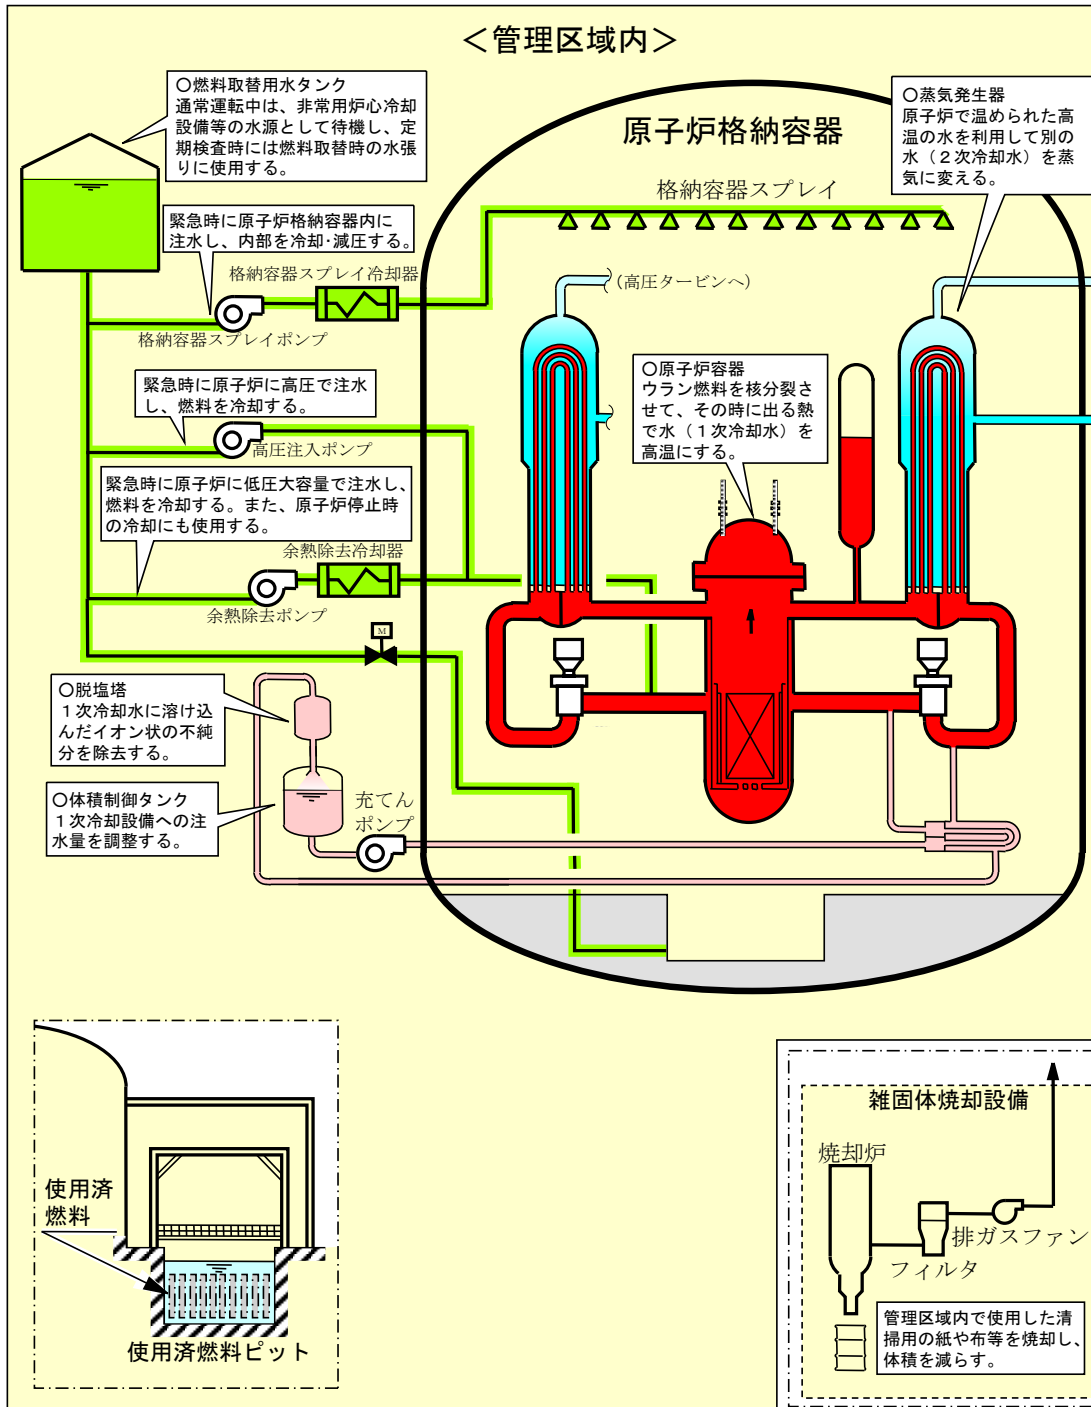 ＜管理区域内＞
○燃料取替用水タンク
通常運転中は、非常用炉心冷却
設備等の水源として待機し、定
期検査時には燃料取替時の水張
りに使用する。
○蒸気発生器
原子炉で温められた高
温の水を利用して別の
水（２次冷却水）を蒸
気に変える。
原子炉格納容器
格納容器スプレイ
緊急時に原子炉格納容器内に
注水し、内部を冷却・減圧する。
格納容器スプレイ冷却器
(高圧タービンへ)
格納容器スプレイポンプ
○原子炉容器
ウラン燃料を核分裂さ
せて、その時に出る熱
で水（１次冷却水）を
高温にする。
緊急時に原子炉に高圧で注水
し、燃料を冷却する。
高圧注入ポンプ
緊急時に原子炉に低圧大容量で注水し、
燃料を冷却する。また、原子炉停止時
の冷却にも使用する。
余熱除去冷却器
余熱除去ポンプ
M
○脱塩塔
１次冷却水に溶け込
んだイオン状の不純
分を除去する。
○体積制御タンク
１次冷却設備への注
水量を調整する。
充てん
ポンプ
使用済
燃料
使用済燃料ピット
雑固体焼却設備
焼却炉
排ガスファン
フィルタ
管理区域内で使用した清
掃用の紙や布等を焼却し、
体積を減らす。